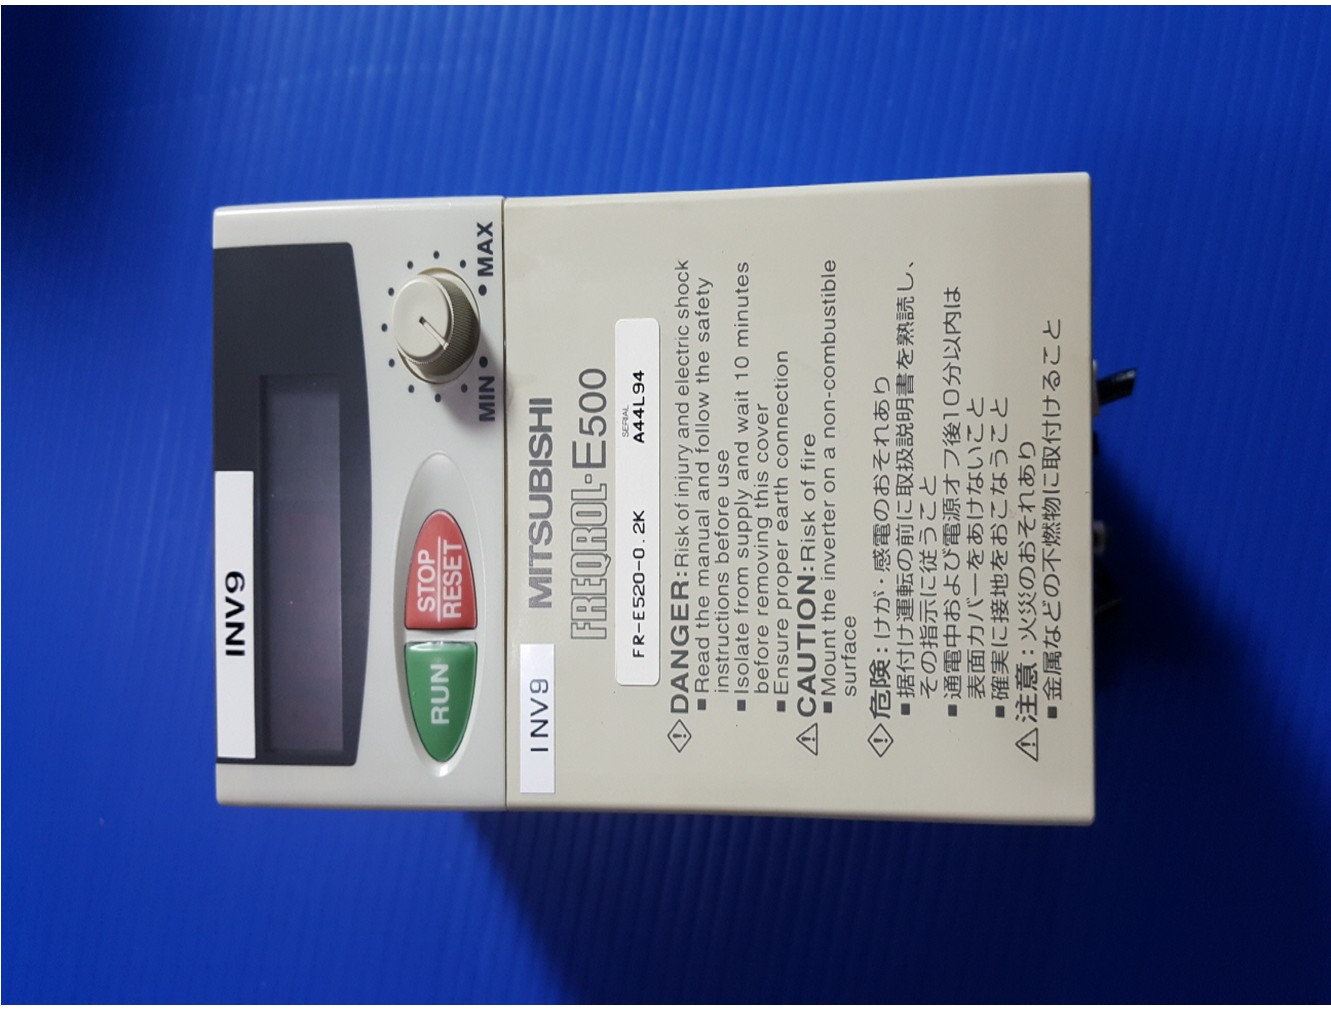 INV9
MIN
MAX
RUN
STOP
RESET
INV9
MITSUBISHI
FREQROL-E500
SERIAL
FR-E520-0.2K A44L94
DANGER: Risk of injury and electric shock
■ Read the manual and follow the safety
instructions before use
■ Isolate from supply and wait 10 minutes
before removing this cover
■ Ensure proper earth connection
CAUTION: Risk of fire
■ Mount the inverter on a non-combustible
surface
危険：けが・感電のおそれあり
■ 据付け運転の前に取扱説明書を熟読し、
その指示に従うこと
■ 通電中および電源オフ後10分以内は
表面カバーをあけないこと
■ 確実に接地をおこなうこと
注意：火災のおそれあり
■ 金属などの不燃物に取付けること